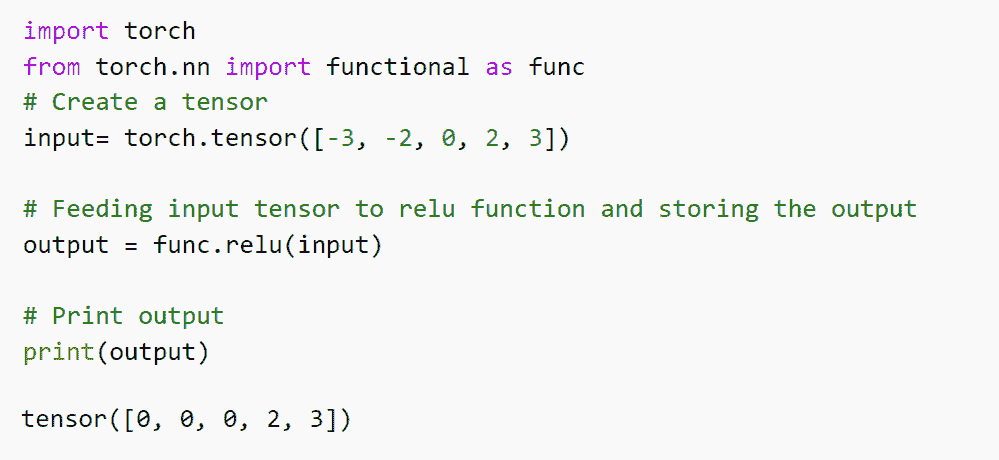 import torch
from torch.nn import functional as func
# Create a tensor
input= torch.tensor([-3, -2, 0, 2, 3])
# Feeding input tensor to relu function and storing the output
output = func.relu(input)
# Print output
print(output)
tensor([0, 0, 0, 2, 3])